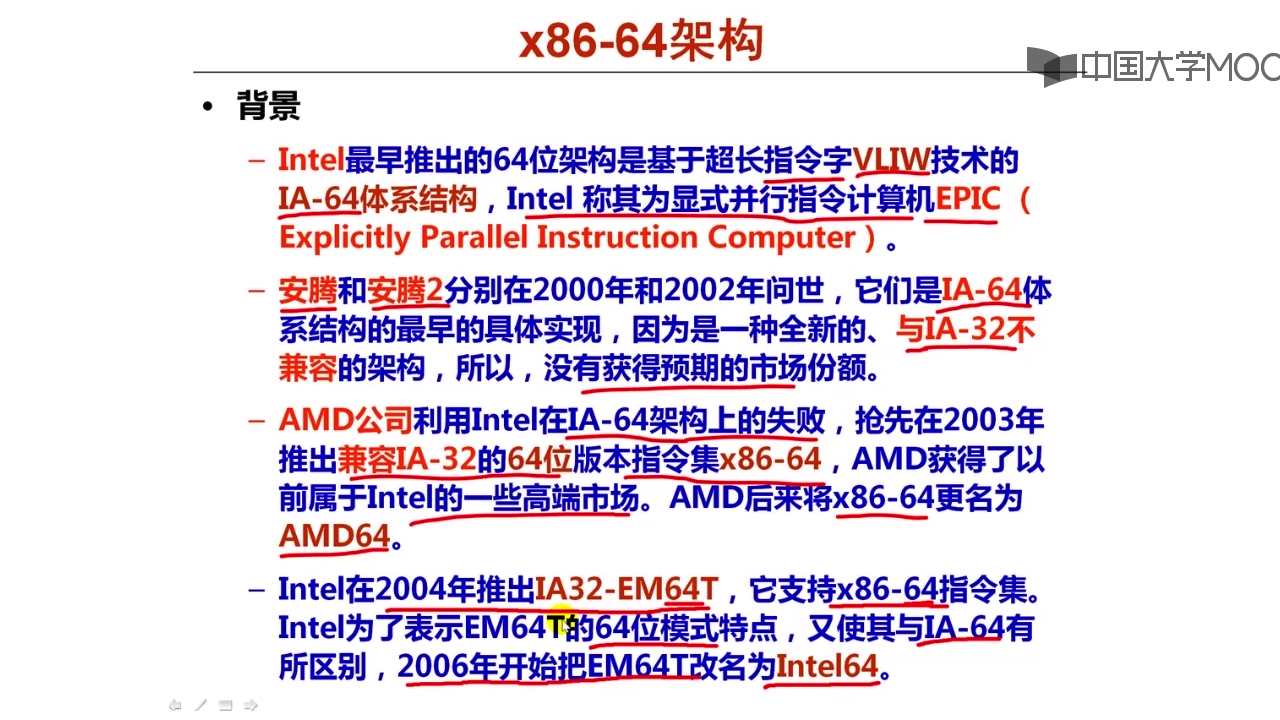 x86-64架构
中国大学MOO
• 背景
– Intel最早推出的64位架构是基于超长指令字VLIW技术的
IA-64体系结构，Intel 称其为显式并行指令计算机EPIC（
Explicitly Parallel Instruction Computer）。
– 安腾和安腾2分别在2000年和2002年问世，它们是IA-64体
系结构的最早的具体实现，因为是一种全新的、与IA-32不
兼容的架构，所以，没有获得预期的市场份额。
– AMD公司利用Intel在IA-64架构上的失败，抢先在2003年
推出兼容IA-32的64位版本指令集x86-64，AMD获得了以
前属于Intel的一些高端市场。AMD后来将x86-64更名为
AMD64。
– Intel在2004年推出IA32-EM64T，它支持x86-64指令集。
Intel为了表示EM64T的64位模式特点，又使其与IA-64有
所区别，2006年开始把EM64T改名为Intel64。